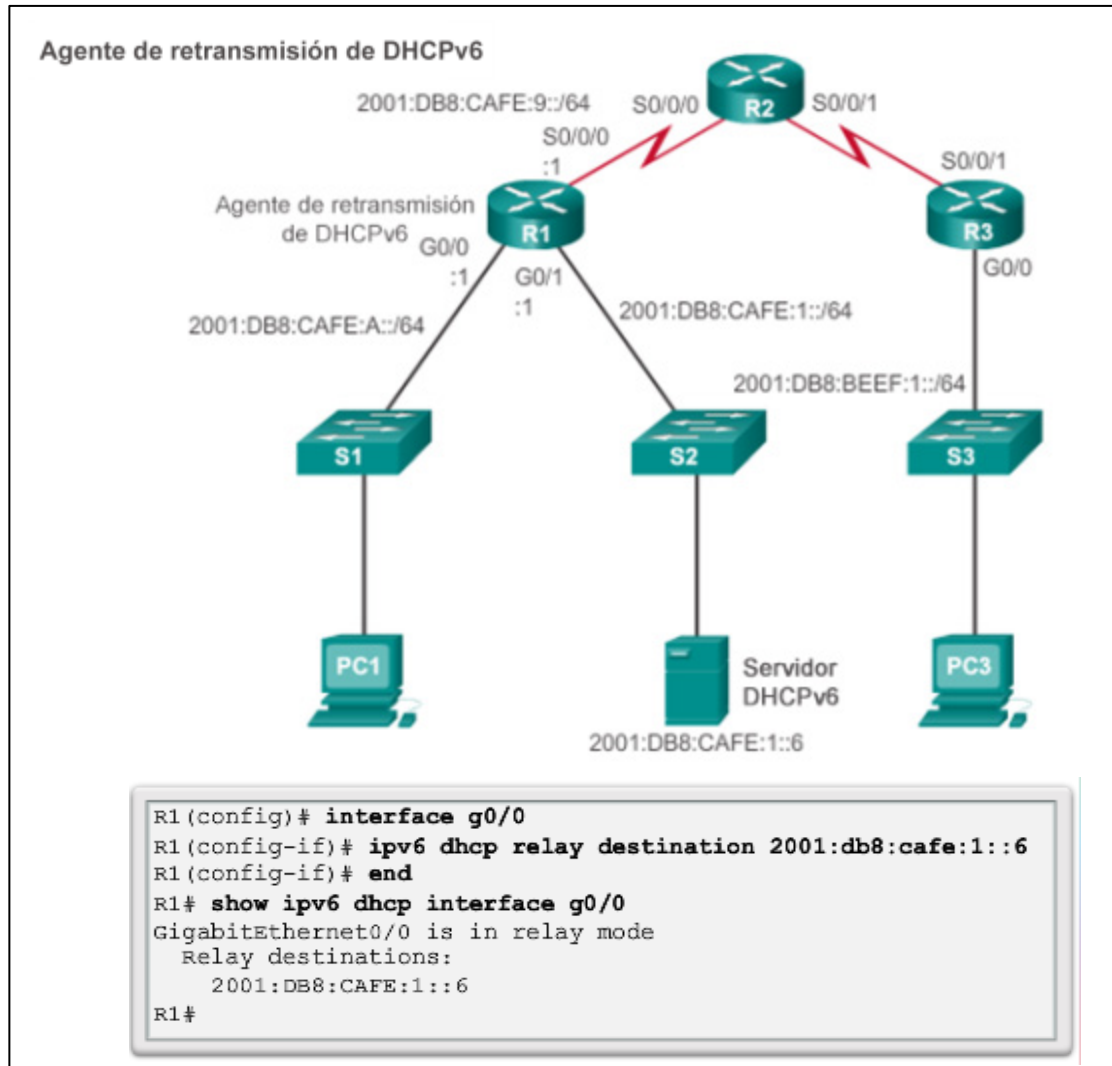 Agente de retransmisión de DHCPv6
2001:DB8:CAFE:9::/64
S0/0/0
R2
S0/0/1
S0/0/0
:1
S0/0/1
Agente de retransmisión
de DHCPv6
R1
R3
G0/0
:1
G0/1
:1
G0/0
2001:DB8:CAFE:A::/64
2001:DB8:CAFE:1::/64
2001:DB8:BEEF:1::/64
S1
S2
S3
PC1
Servidor
DHCPv6
PC3
2001:DB8:CAFE:1::6
R1(config)# interface g0/0
R1(config-if)# ipv6 dhcp relay destination 2001:db8:cafe:1::6
R1(config-if)# end
R1# show ipv6 dhcp interface g0/0
GigabitEthernet0/0 is in relay mode
Relay destinations:
2001:DB8:CAFE:1::6
R1#